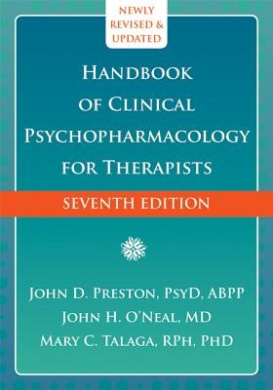 NEWLY
REVISED &
UPDATED
HANDBOOK
OF CLINICAL
PSYCHOPHARMACOLOGY
FOR THERAPISTS
SEVENTH EDITION
JOHN D. PRESTON, PSYD, ABPP
JOHN H. O'NEAL, MD
MARY C. TALAGA, RPH, PHD